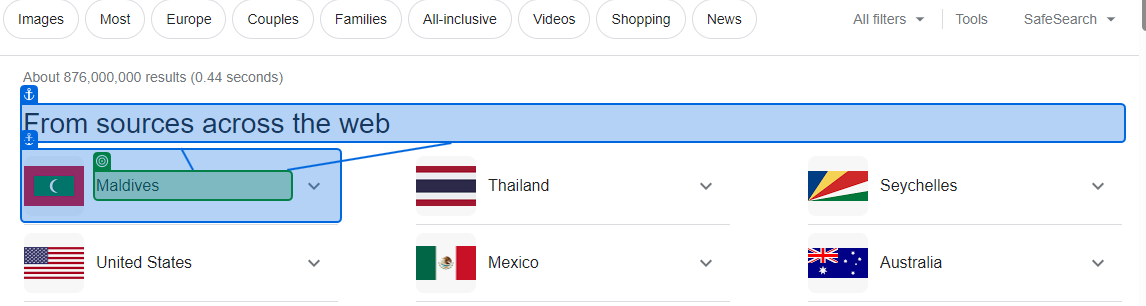 Images Most Europe Couples Families All-inclusive Videos Shopping News All filters Tools SafeSearch
About 876,000,000 results (0.44 seconds)
From sources across the web
Maldives Thailand Seychelles
United States Mexico Australia